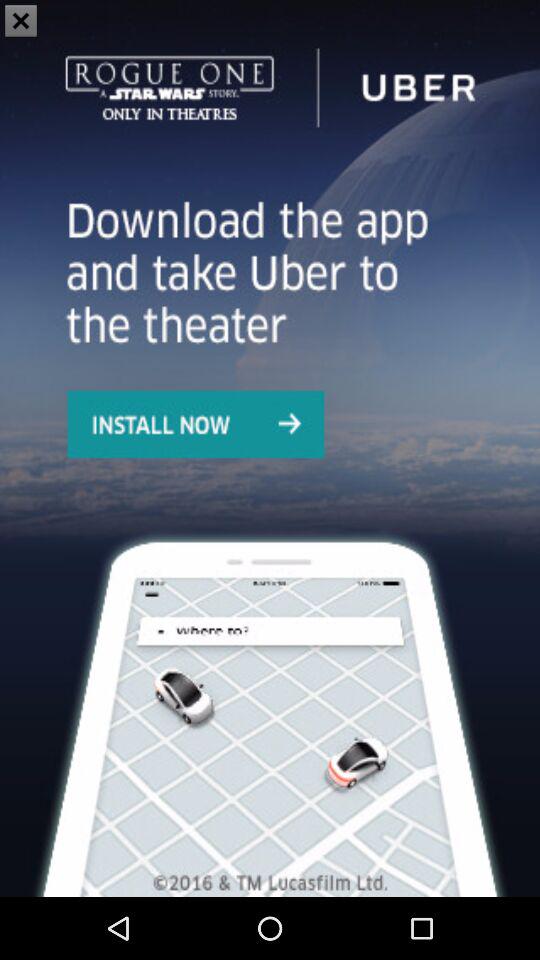 ROGUE ONE
A STAR WARS STORY
ONLY IN THEATRES
UBER
Download the app
and take Uber to
the theater
INSTALL NOW
Where to?
©2016 & TM Lucasfilm Ltd.